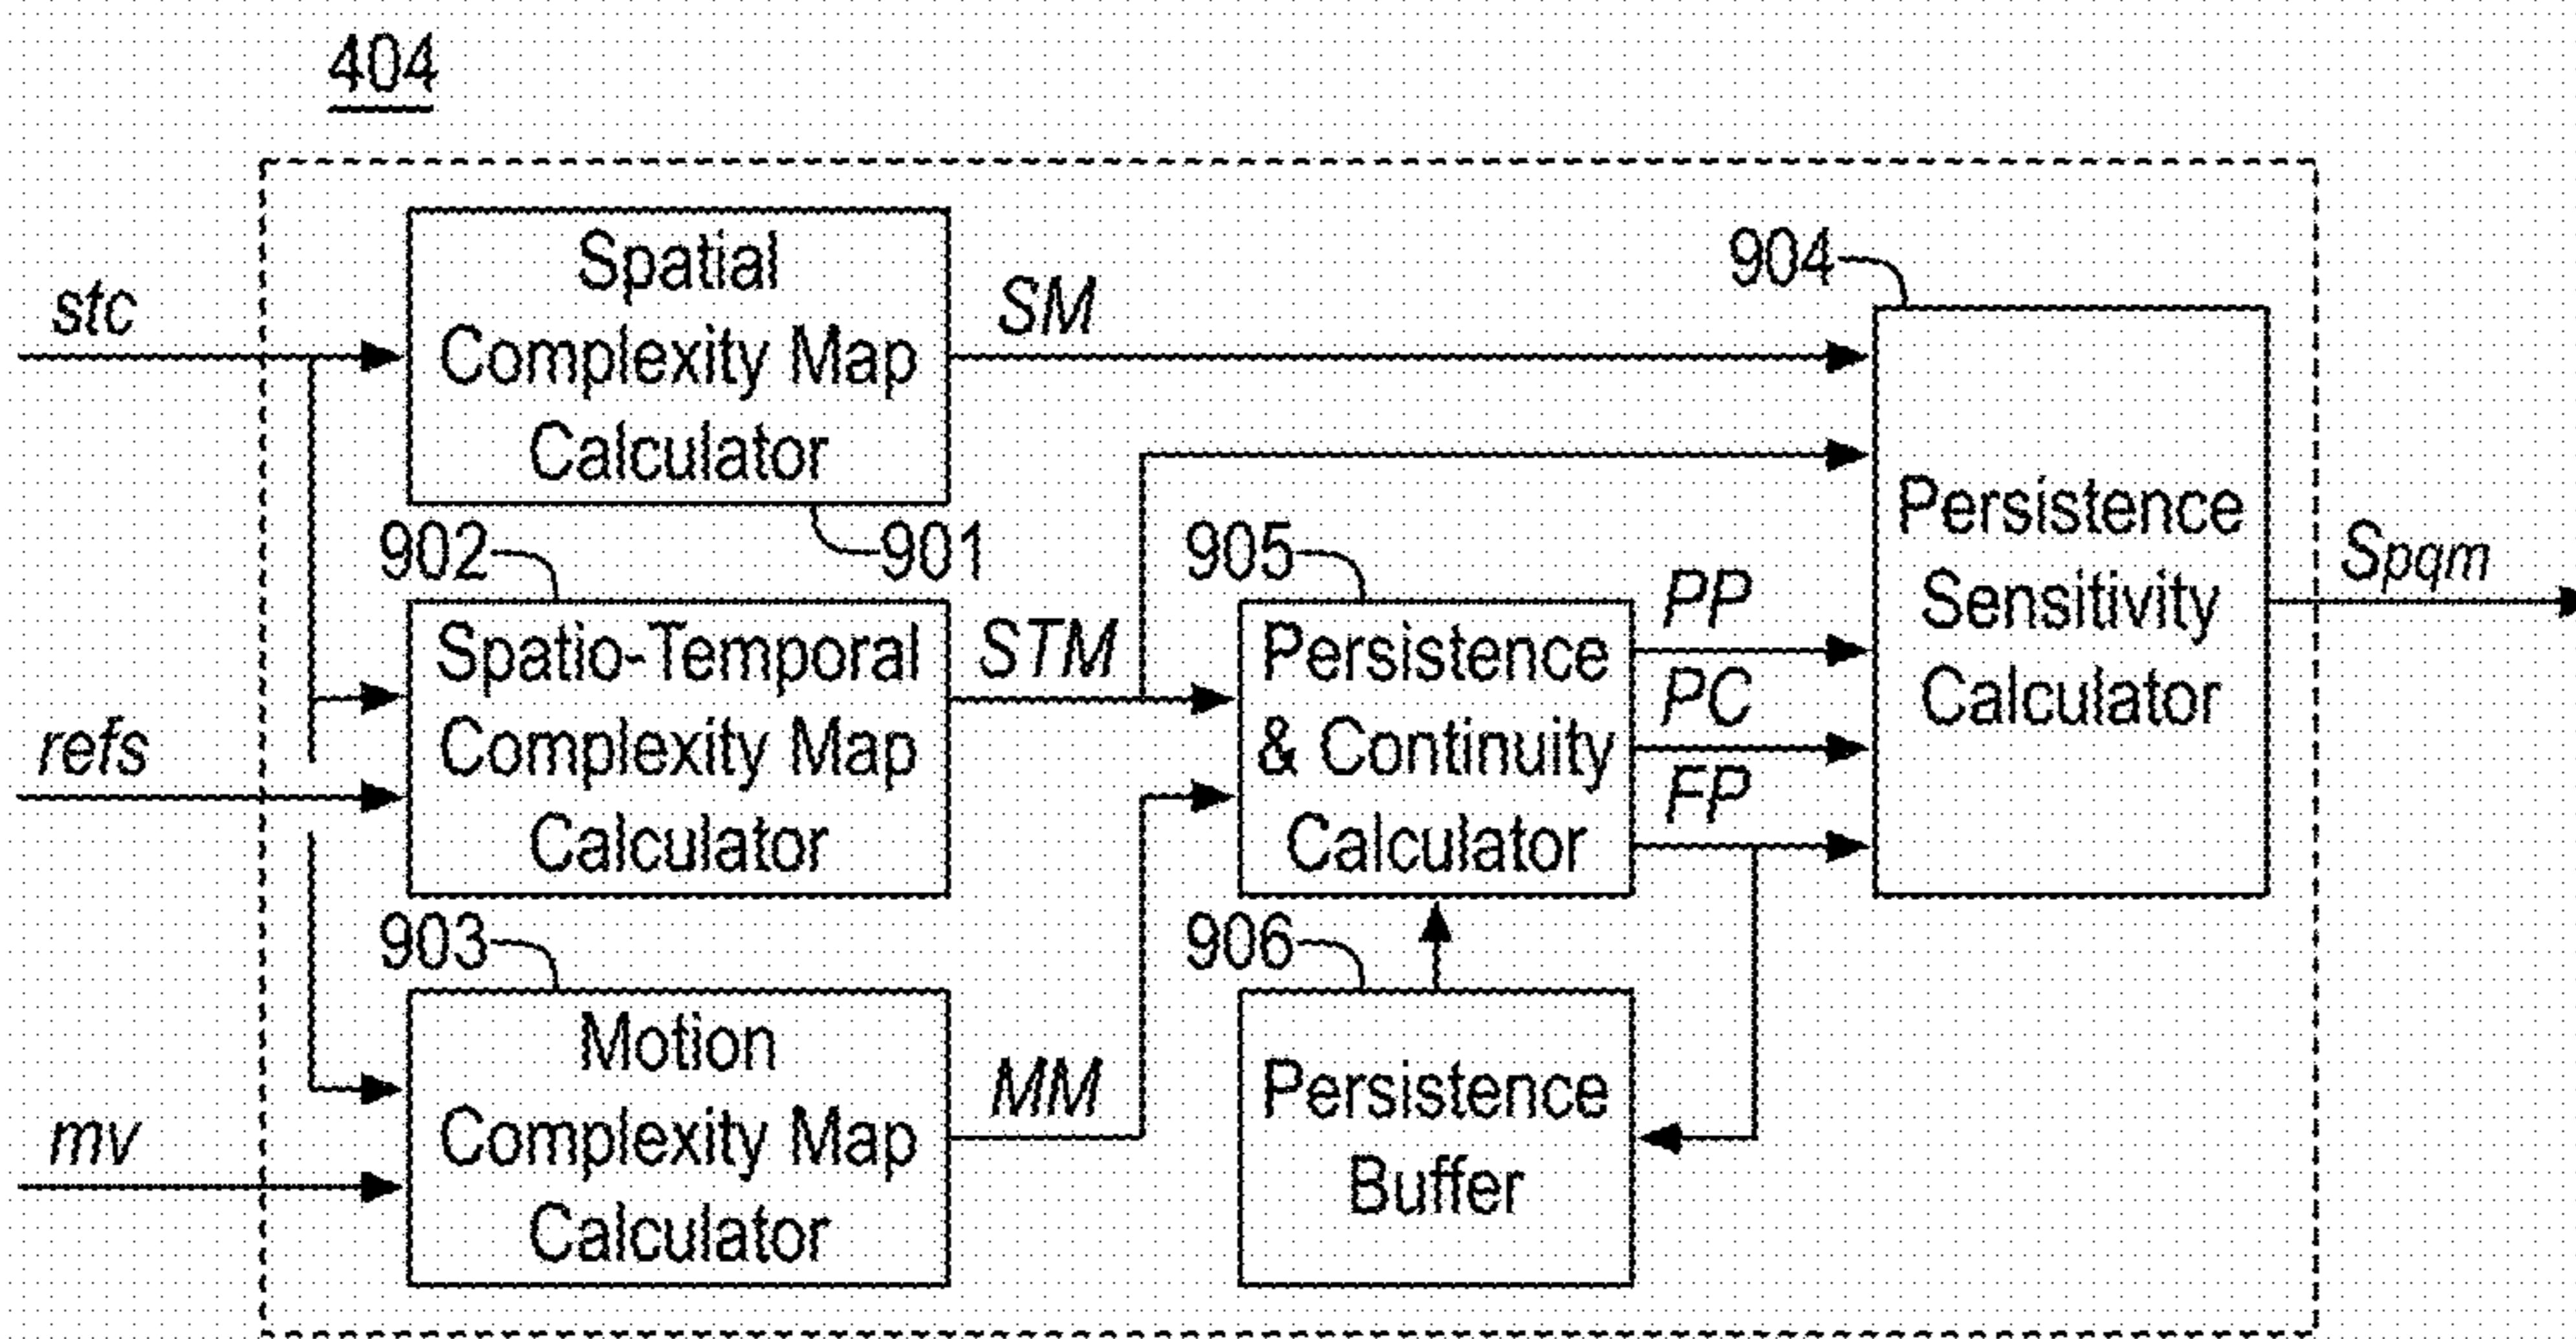 404
stc
Spatial
Complexity Map
Calculator
SM
904
902
901
905
refs
Spatio-Temporal
Complexity Map
Calculator
STM
Persistence
& Continuity
Calculator
PP
PC
FP
Persistence
Sensitivity
Calculator
Spqm
903
906
mv
Motion
Complexity Map
Calculator
MM
Persistence
Buffer